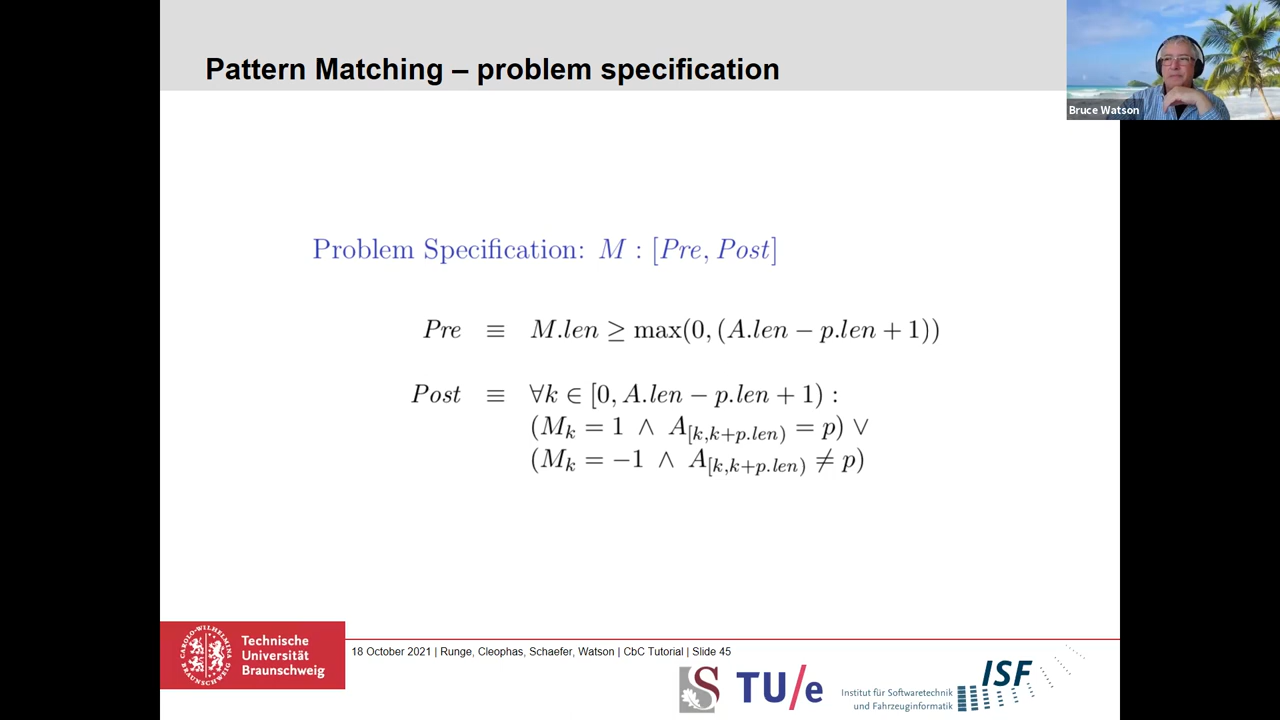 Pattern Matching – problem specification
Bruce Watson
Problem Specification: M : [Pre, Post]
Pre ≡ M.len ≥ max(0, (A.len − p.len + 1))
Post ≡ ∀k ∈ [0, A.len − p.len + 1) :
(M_k = 1 ∧ A_[k,k+p.len) = p) ∨
(M_k = −1 ∧ A_[k,k+p.len) ≠ p)
Technische
Universität
Braunschweig
18 October 2021 | Runge, Cleophas, Schaefer, Watson | CbC Tutorial | Slide 45
S
TU/e
Institut für Softwaretechnik
und Fahrzeuginformatik
ISF